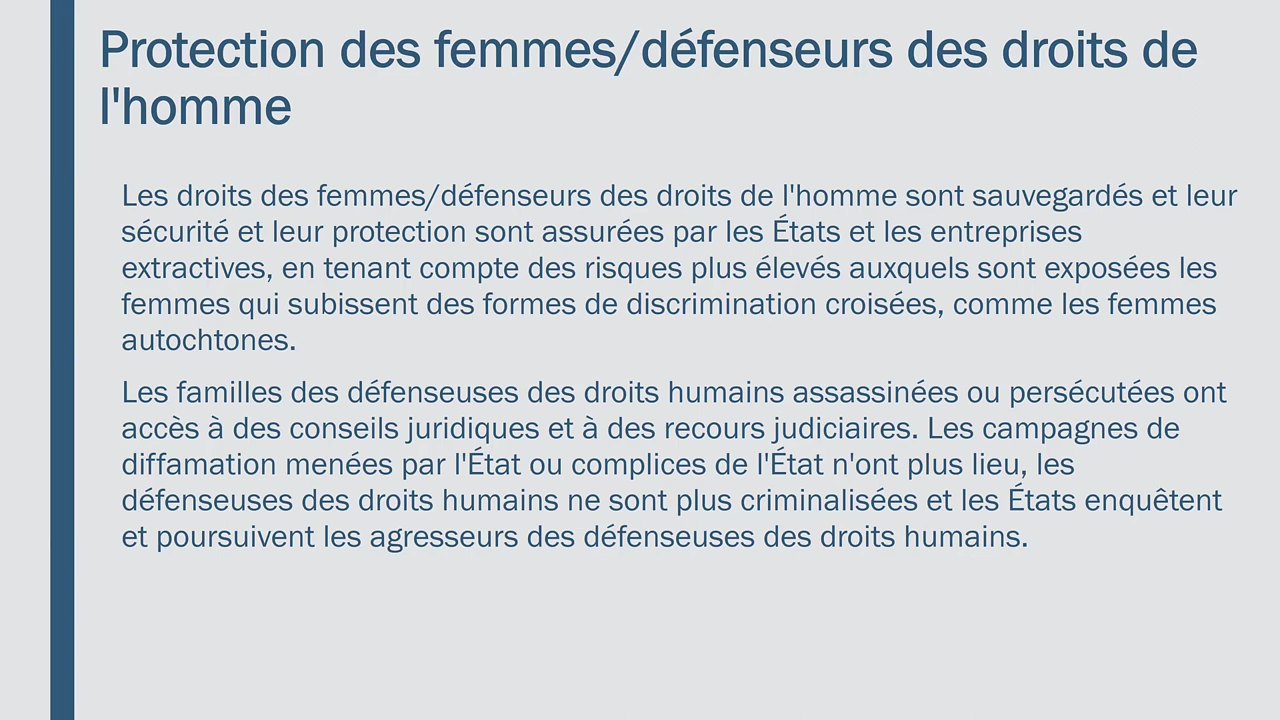 Protection des femmes/défenseurs des droits de
l'homme
Les droits des femmes/défenseurs des droits de l'homme sont sauvegardés et leur
sécurité et leur protection sont assurées par les États et les entreprises
extractives, en tenant compte des risques plus élevés auxquels sont exposées les
femmes qui subissent des formes de discrimination croisées, comme les femmes
autochtones.
Les familles des défenseuses des droits humains assassinées ou persécutées ont
accès à des conseils juridiques et à des recours judiciaires. Les campagnes de
diffamation menées par l'État ou complices de l'État n'ont plus lieu, les
défenseuses des droits humains ne sont plus criminalisées et les États enquêtent
et poursuivent les agresseurs des défenseuses des droits humains.